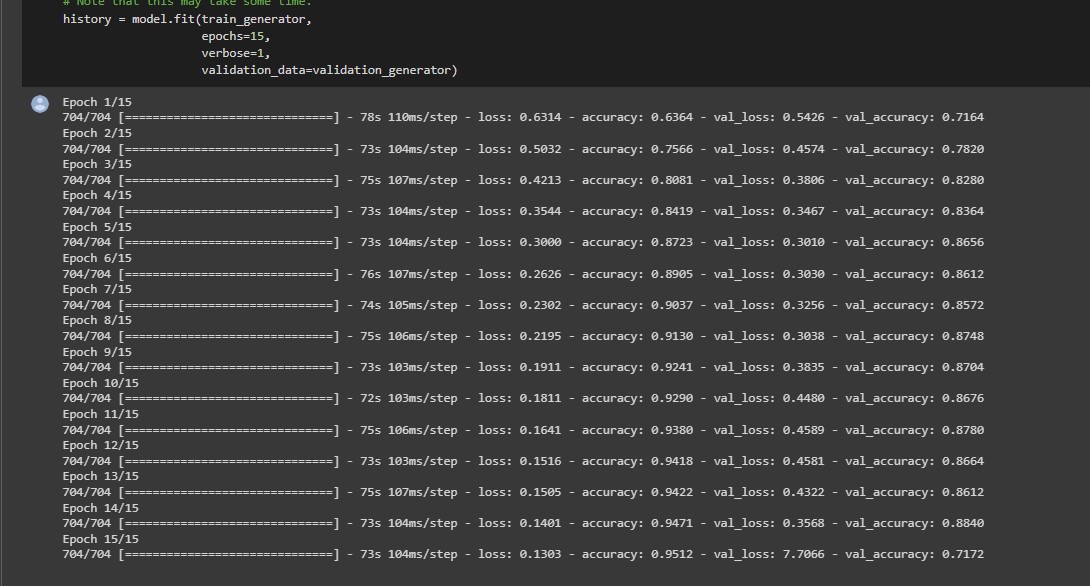 # Note that this may take some time.
history = model.fit(train_generator,
                    epochs=15,
                    verbose=1,
                    validation_data=validation_generator)
Epoch 1/15
704/704 [==============================] - 78s 110ms/step - loss: 0.6314 - accuracy: 0.6364 - val_loss: 0.5426 - val_accuracy: 0.7164
Epoch 2/15
704/704 [==============================] - 73s 104ms/step - loss: 0.5032 - accuracy: 0.7566 - val_loss: 0.4574 - val_accuracy: 0.7820
Epoch 3/15
704/704 [==============================] - 75s 107ms/step - loss: 0.4213 - accuracy: 0.8081 - val_loss: 0.3806 - val_accuracy: 0.8280
Epoch 4/15
704/704 [==============================] - 73s 104ms/step - loss: 0.3544 - accuracy: 0.8419 - val_loss: 0.3467 - val_accuracy: 0.8364
Epoch 5/15
704/704 [==============================] - 73s 104ms/step - loss: 0.3000 - accuracy: 0.8723 - val_loss: 0.3010 - val_accuracy: 0.8656
Epoch 6/15
704/704 [==============================] - 76s 107ms/step - loss: 0.2626 - accuracy: 0.8905 - val_loss: 0.3030 - val_accuracy: 0.8612
Epoch 7/15
704/704 [==============================] - 74s 105ms/step - loss: 0.2302 - accuracy: 0.9037 - val_loss: 0.3256 - val_accuracy: 0.8572
Epoch 8/15
704/704 [==============================] - 75s 106ms/step - loss: 0.2195 - accuracy: 0.9130 - val_loss: 0.3038 - val_accuracy: 0.8748
Epoch 9/15
704/704 [==============================] - 73s 103ms/step - loss: 0.1911 - accuracy: 0.9241 - val_loss: 0.3835 - val_accuracy: 0.8704
Epoch 10/15
704/704 [==============================] - 72s 103ms/step - loss: 0.1811 - accuracy: 0.9290 - val_loss: 0.4480 - val_accuracy: 0.8676
Epoch 11/15
704/704 [==============================] - 75s 106ms/step - loss: 0.1641 - accuracy: 0.9380 - val_loss: 0.4589 - val_accuracy: 0.8780
Epoch 12/15
704/704 [==============================] - 73s 103ms/step - loss: 0.1516 - accuracy: 0.9418 - val_loss: 0.4581 - val_accuracy: 0.8664
Epoch 13/15
704/704 [==============================] - 75s 107ms/step - loss: 0.1505 - accuracy: 0.9422 - val_loss: 0.4322 - val_accuracy: 0.8612
Epoch 14/15
704/704 [==============================] - 73s 104ms/step - loss: 0.1401 - accuracy: 0.9471 - val_loss: 0.3568 - val_accuracy: 0.8840
Epoch 15/15
704/704 [==============================] - 73s 104ms/step - loss: 0.1303 - accuracy: 0.9512 - val_loss: 7.7066 - val_accuracy: 0.7172